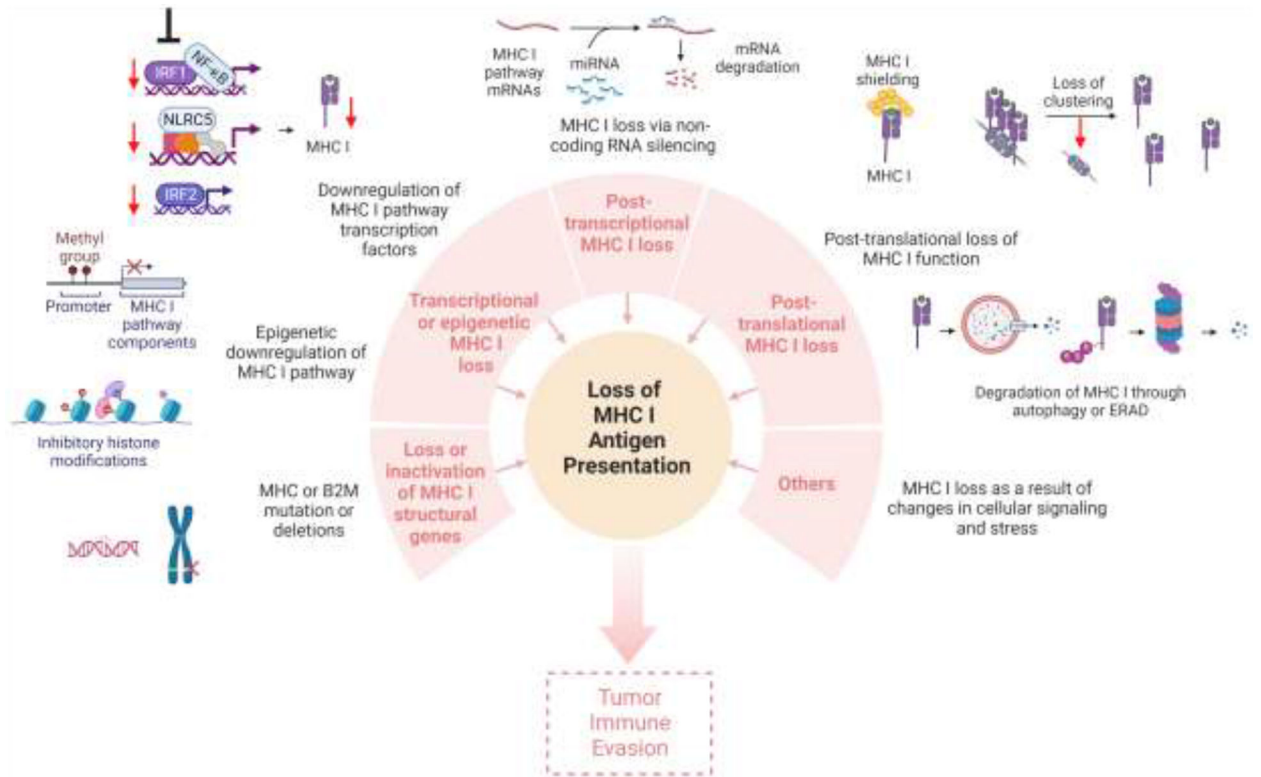 IRF1
NF-κB
NLRC5
IRF2
MHC I
Downregulation of
MHC I pathway
transcription
factors
Methyl
group
Promoter
MHC I
pathway
components
Epigenetic
downregulation of
MHC I pathway
Inhibitory histone
modifications
MHC or B2M
mutation or
deletions
MHC I
pathway
mRNAs
miRNA
mRNA
degradation
MHC I loss via non-
coding RNA silencing
MHC I
shielding
MHC I
Loss of
clustering
Post-translational loss of
MHC I function
Degradation of MHC I through
autophagy or ERAD
MHC I loss as a result of
changes in cellular signaling
and stress
Loss or
inactivation
of MHC I
structural
genes
Transcriptional
or epigenetic
MHC I
loss
Post-
transcriptional
MHC I loss
Post-
translational
MHC I loss
Others
Loss of
MHC I
Antigen
Presentation
Tumor
Immune
Evasion